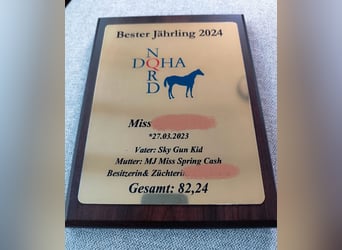 Bester Jährling 2024
NORD
DQHA
Miss
*27.03.2023
Vater: Sky Gun Kid
Mutter: MJ Miss Spring Cash
Besitzerin& Züchteri
Gesamt: 82,24